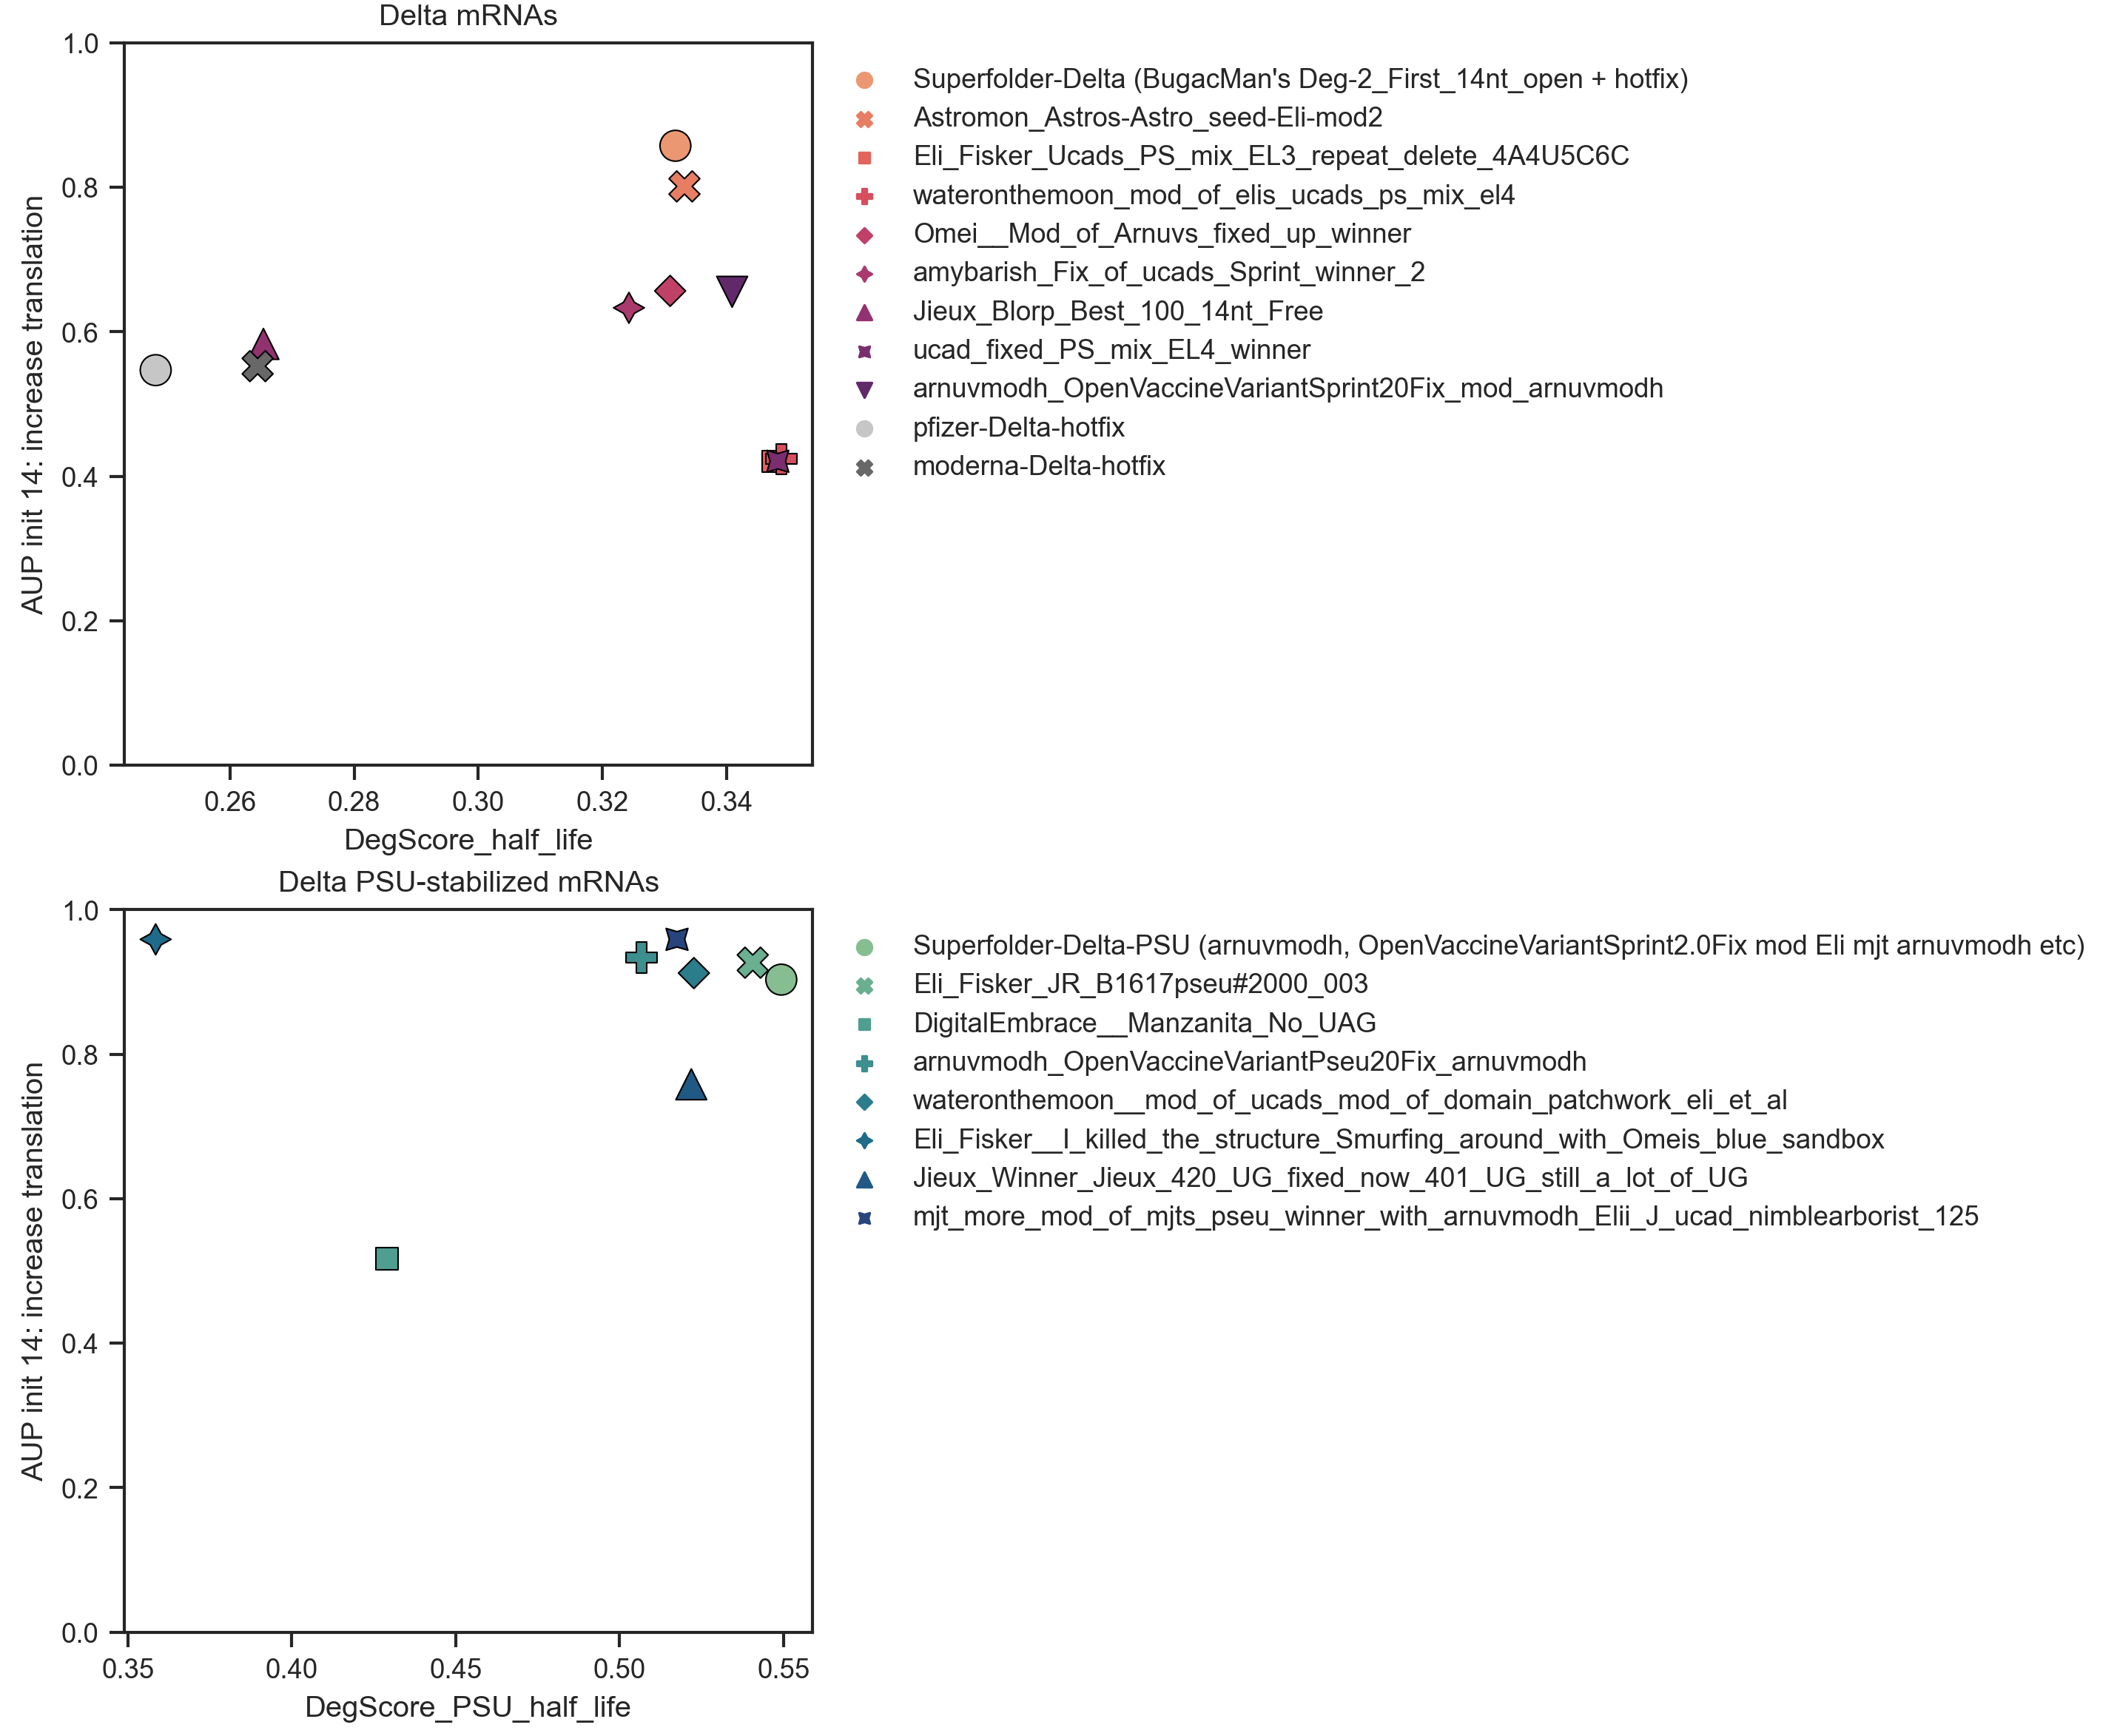 Delta mRNAs
1.0
0.8
0.6
0.4
0.2
0.0
AUP init 14: increase translation
0.26 0.28 0.30 0.32 0.34
DegScore_half_life
Superfolder-Delta (BugacMan's Deg-2_First_14nt_open + hotfix)
Astromon_Astros-Astro_seed-Eli-mod2
Eli_Fisker_Ucads_PS_mix_EL3_repeat_delete_4A4U5C6C
wateronthemoon_mod_of_elis_ucads_ps_mix_el4
Omei__Mod_of_Arnuvs_fixed_up_winner
amybarish_Fix_of_ucads_Sprint_winner_2
Jieux_Blorp_Best_100_14nt_Free
ucad_fixed_PS_mix_EL4_winner
arnuvmodh_OpenVaccineVariantSprint20Fix_mod_arnuvmodh
pfizer-Delta-hotfix
moderna-Delta-hotfix
Delta PSU-stabilized mRNAs
1.0
0.8
0.6
0.4
0.2
0.0
AUP init 14: increase translation
0.35 0.40 0.45 0.50 0.55
DegScore_PSU_half_life
Superfolder-Delta-PSU (arnuvmodh, OpenVaccineVariantSprint2.0Fix mod Eli mjt arnuvmodh etc)
Eli_Fisker_JR_B1617pseu#2000_003
DigitalEmbrace__Manzanita_No_UAG
arnuvmodh_OpenVaccineVariantPseu20Fix_arnuvmodh
wateronthemoon__mod_of_ucads_mod_of_domain_patchwork_eli_et_al
Eli_Fisker__I_killed_the_structure_Smurfing_around_with_Omeis_blue_sandbox
Jieux_Winner_Jieux_420_UG_fixed_now_401_UG_still_a_lot_of_UG
mjt_more_mod_of_mjts_pseu_winner_with_arnuvmodh_Elii_J_ucad_nimblearborist_125